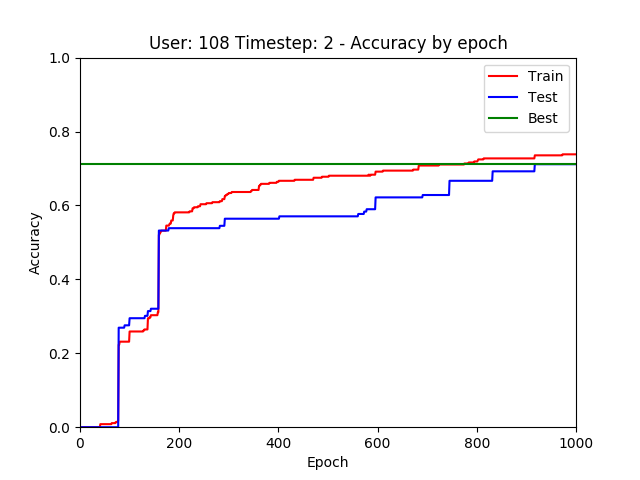 User: 108 Timestep: 2 - Accuracy by epoch
1.0
0.8
0.6
0.4
0.2
0.0
Accuracy
Train
Test
Best
0 200 400 600 800 1000
Epoch